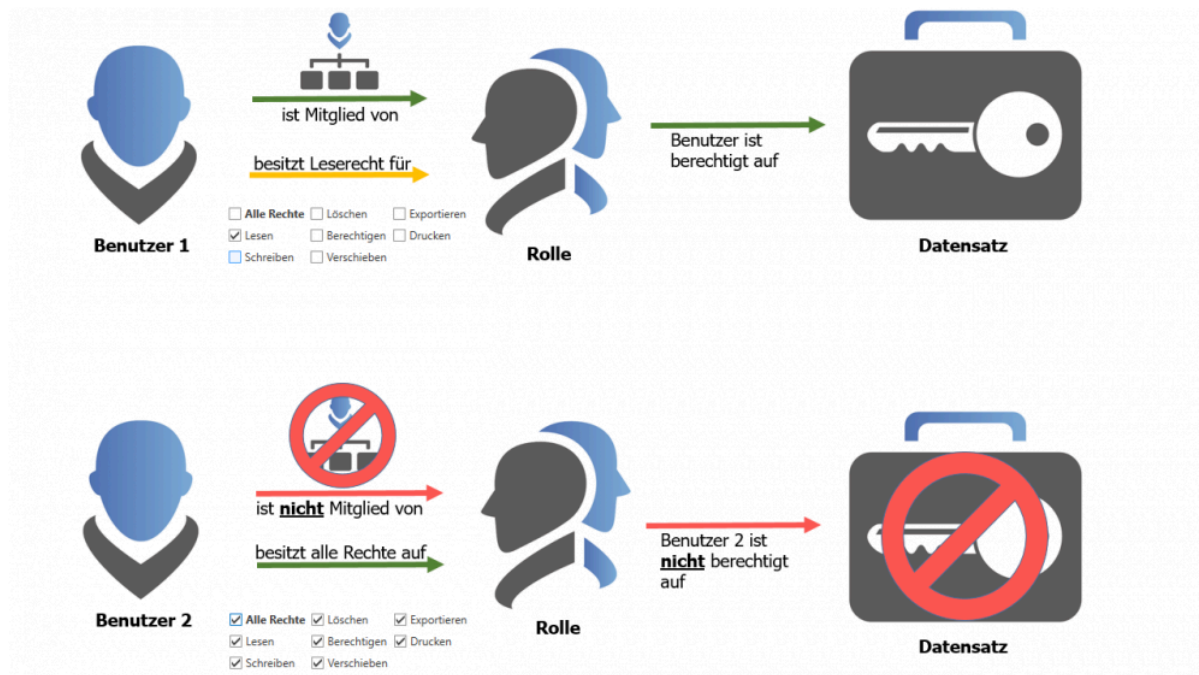 ist Mitglied von
besitzt Leserecht für
Alle Rechte Löschen Exportieren
Lesen Berechtigen Drucken
Schreiben Verschieben
Benutzer 1
Rolle
Benutzer ist
berechtigt auf
Datensatz
ist nicht Mitglied von
besitzt alle Rechte auf
Alle Rechte Löschen Exportieren
Lesen Berechtigen Drucken
Schreiben Verschieben
Benutzer 2
Rolle
Benutzer 2 ist
nicht berechtigt
auf
Datensatz